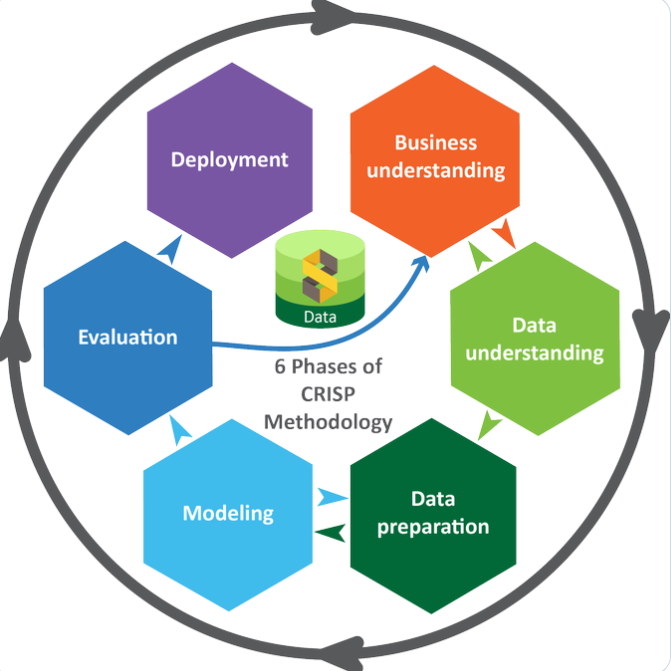 Deployment
Business
understanding
Data
Evaluation
Data
understanding
6 Phases of
CRISP
Methodology
Modeling
Data
preparation